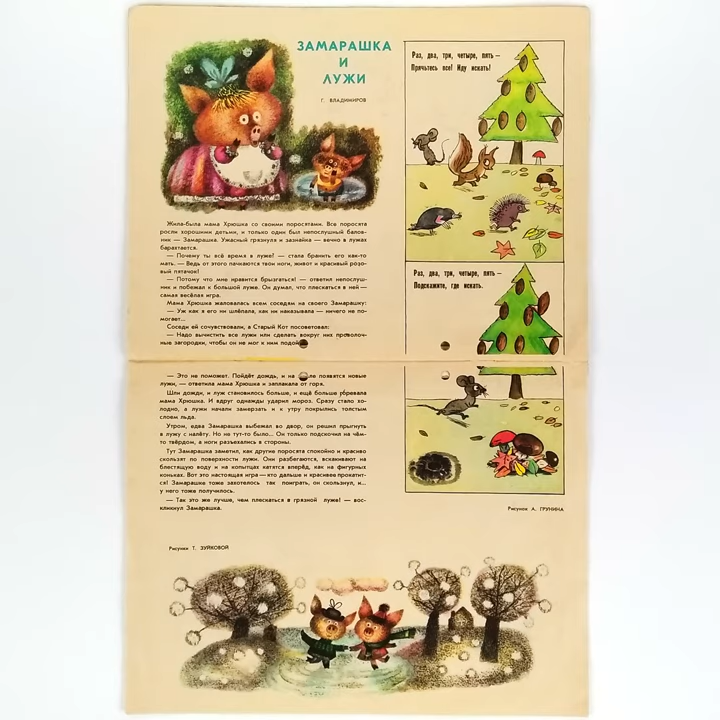 ЗАМАРАШКА
И
ЛУЖИ
Г. ВЛАДИМИРОВ
Жила-была мама Хрюшка со своими поросятами. Все поросята
росли хорошими детьми, и только один был непослушный балов-
ник — Замарашка. Ужасный грязнуля и зазнайка — вечно в лужах
барахтается.
— Почему ты всё время в луже! — стала бранить его как-то
мать. — Ведь от этого пачкаются твои ноги, живот и красивый розо-
вый пятачок!
— Потому что мне нравится брызгаться! — ответил непослуш-
ник и побежал к большой луже. Он думал, что плескаться в ней —
самая весёлая игра.
Мама Хрюшка жаловалась всем соседям на своего Замарашку:
— Уж как я его ни шлёпала, как ни наказывала — ничего не по-
могает...
Соседи ей сочувствовали, а Старый Кот посоветовал:
— Надо вычистить все лужи или сделать вокруг них проволоч-
ные загородки, чтобы он не мог к ним
— Это не поможет. Пойдёт дождь, и на появятся новые
лужи, — ответила мама Хрюшка и заплакала от горя.
Шли дожди, и луж становилось больше, и ещё больше горевала
мама Хрюшка. И вдруг однажды ударил мороз. Сразу стало хо-
лодно, а лужи начали замерзать и к утру покрылись толстым
слоем льда.
Утром, едва Замарашка выбежал во двор, он решил прыгнуть
в лужу с налёту. Но не тут-то было... Он только подскочил на чём-
то твёрдом, а ноги разъехались в стороны.
Тут Замарашка заметил, как другие поросята спокойно и красиво
скользят по поверхности лужи. Они разбегаются, вскакивают на
блестящую воду и на копытцах катятся вперёд, как на фигурных
коньках. Вот это настоящая игра — кто дальше и красивее прокатит-
ся! Замарашке тоже захотелось так поиграть, он скользнул, и...
у него тоже получилось.
— Так это же лучше, чем плескаться в грязной луже! — вос-
кликнул Замарашка.
Рисунки Т. ЗУЙКОВОЙ
Раз, два, три, четыре, пять —
Прячьтесь все! Иду искать!
Раз, два, три, четыре, пять —
Подскажите, где искать.
Рисунок А. ГРУНИНА